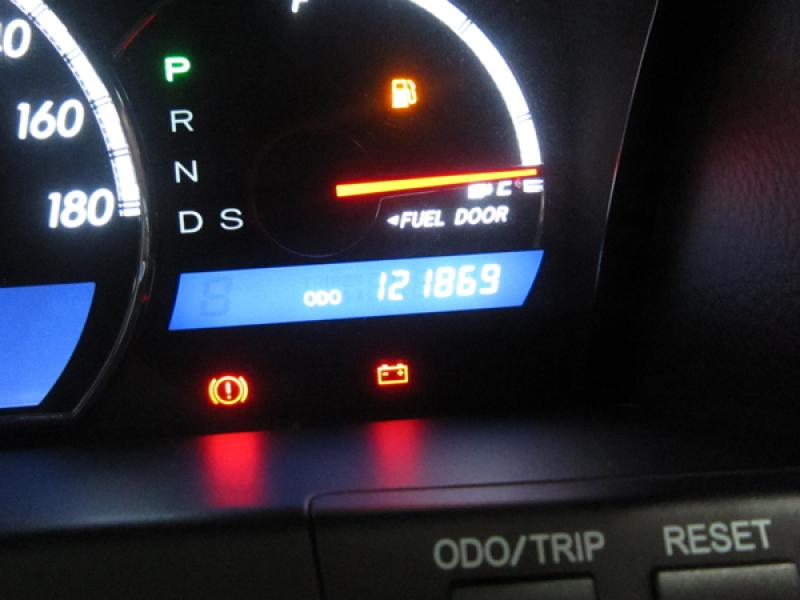 F
160
180
P
R
N
D S
E
◄FUEL DOOR
ODO 121869
ODO/TRIP
RESET